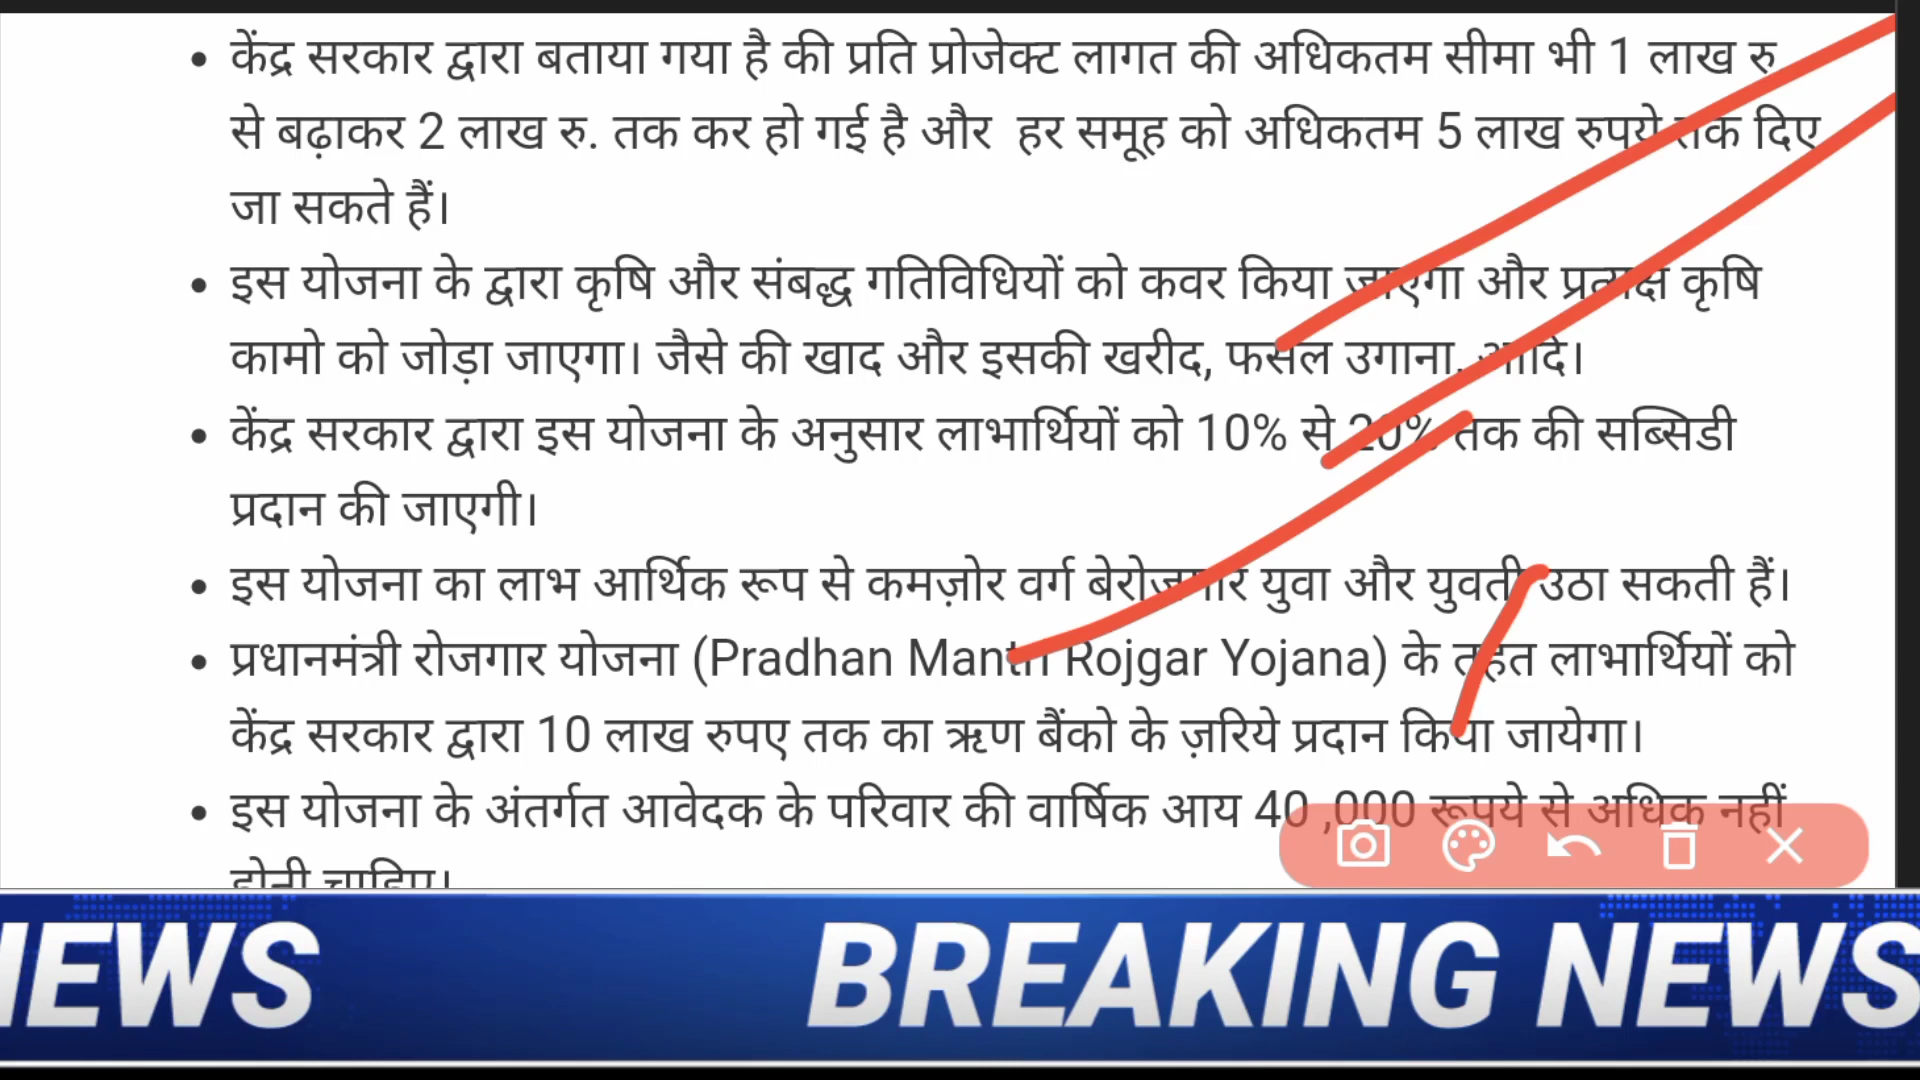 • केंद्र सरकार द्वारा बताया गया है की प्रति प्रोजेक्ट लागत की अधिकतम सीमा भी 1 लाख रु
से बढ़ाकर 2 लाख रु. तक कर हो गई है और हर समूह को अधिकतम 5 लाख रुपये तक दिए
जा सकते हैं।
• इस योजना के द्वारा कृषि और संबद्ध गतिविधियों को कवर किया जाएगा और प्रत्यक्ष कृषि
कामो को जोड़ा जाएगा। जैसे की खाद और इसकी खरीद, फसल उगाना, आदि।
• केंद्र सरकार द्वारा इस योजना के अनुसार लाभार्थियों को 10% से 20% तक की सब्सिडी
प्रदान की जाएगी।
• इस योजना का लाभ आर्थिक रूप से कमज़ोर वर्ग बेरोजगार युवा और युवती उठा सकती हैं।
• प्रधानमंत्री रोजगार योजना (Pradhan Mantri Rojgar Yojana) के तहत लाभार्थियों को
केंद्र सरकार द्वारा 10 लाख रुपए तक का ऋण बैंको के ज़रिये प्रदान किया जायेगा।
• इस योजना के अंतर्गत आवेदक के परिवार की वार्षिक आय 40 ,000 रूपये से अधिक नहीं
होनी चाहिए।
NEWS BREAKING NEWS